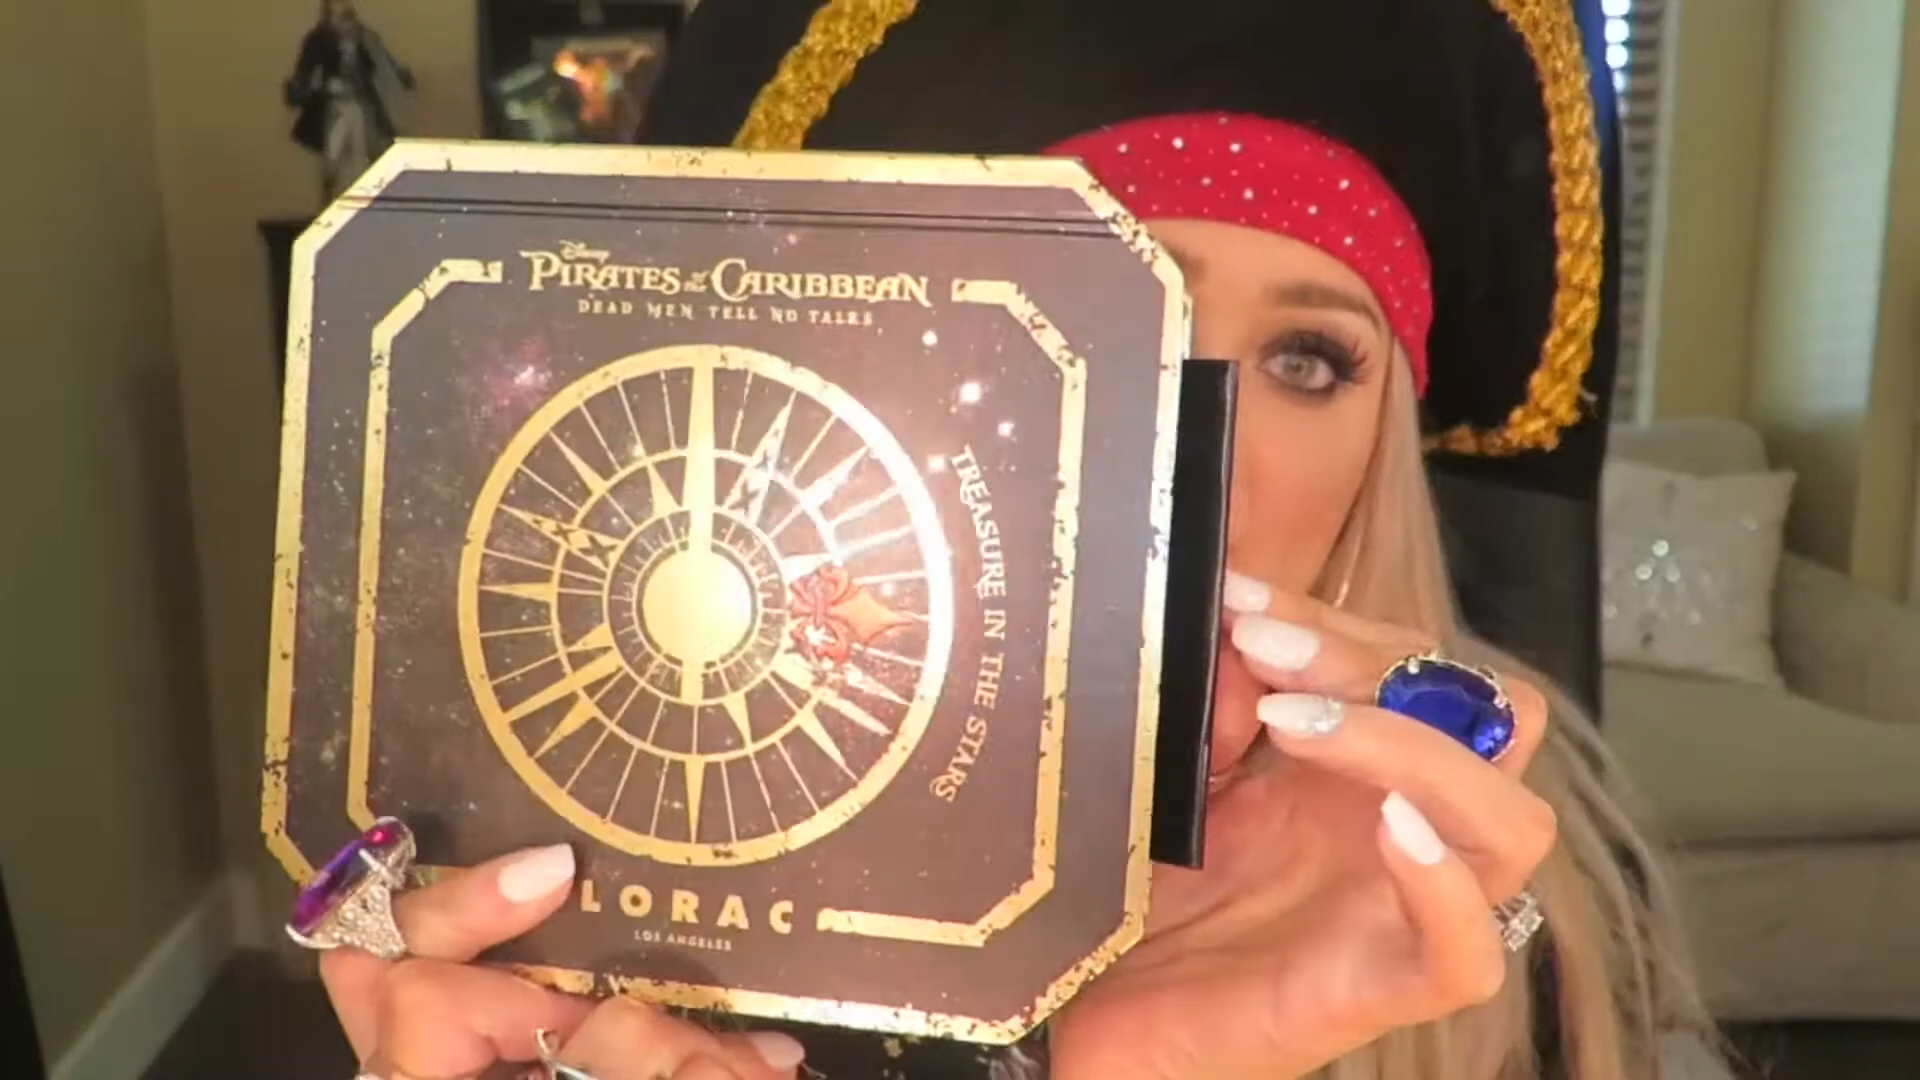 Disney
PIRATES of the CARIBBEAN
DEAD MEN TELL NO TALES
TREASURE IN THE STARS
LORAC
LOS ANGELES